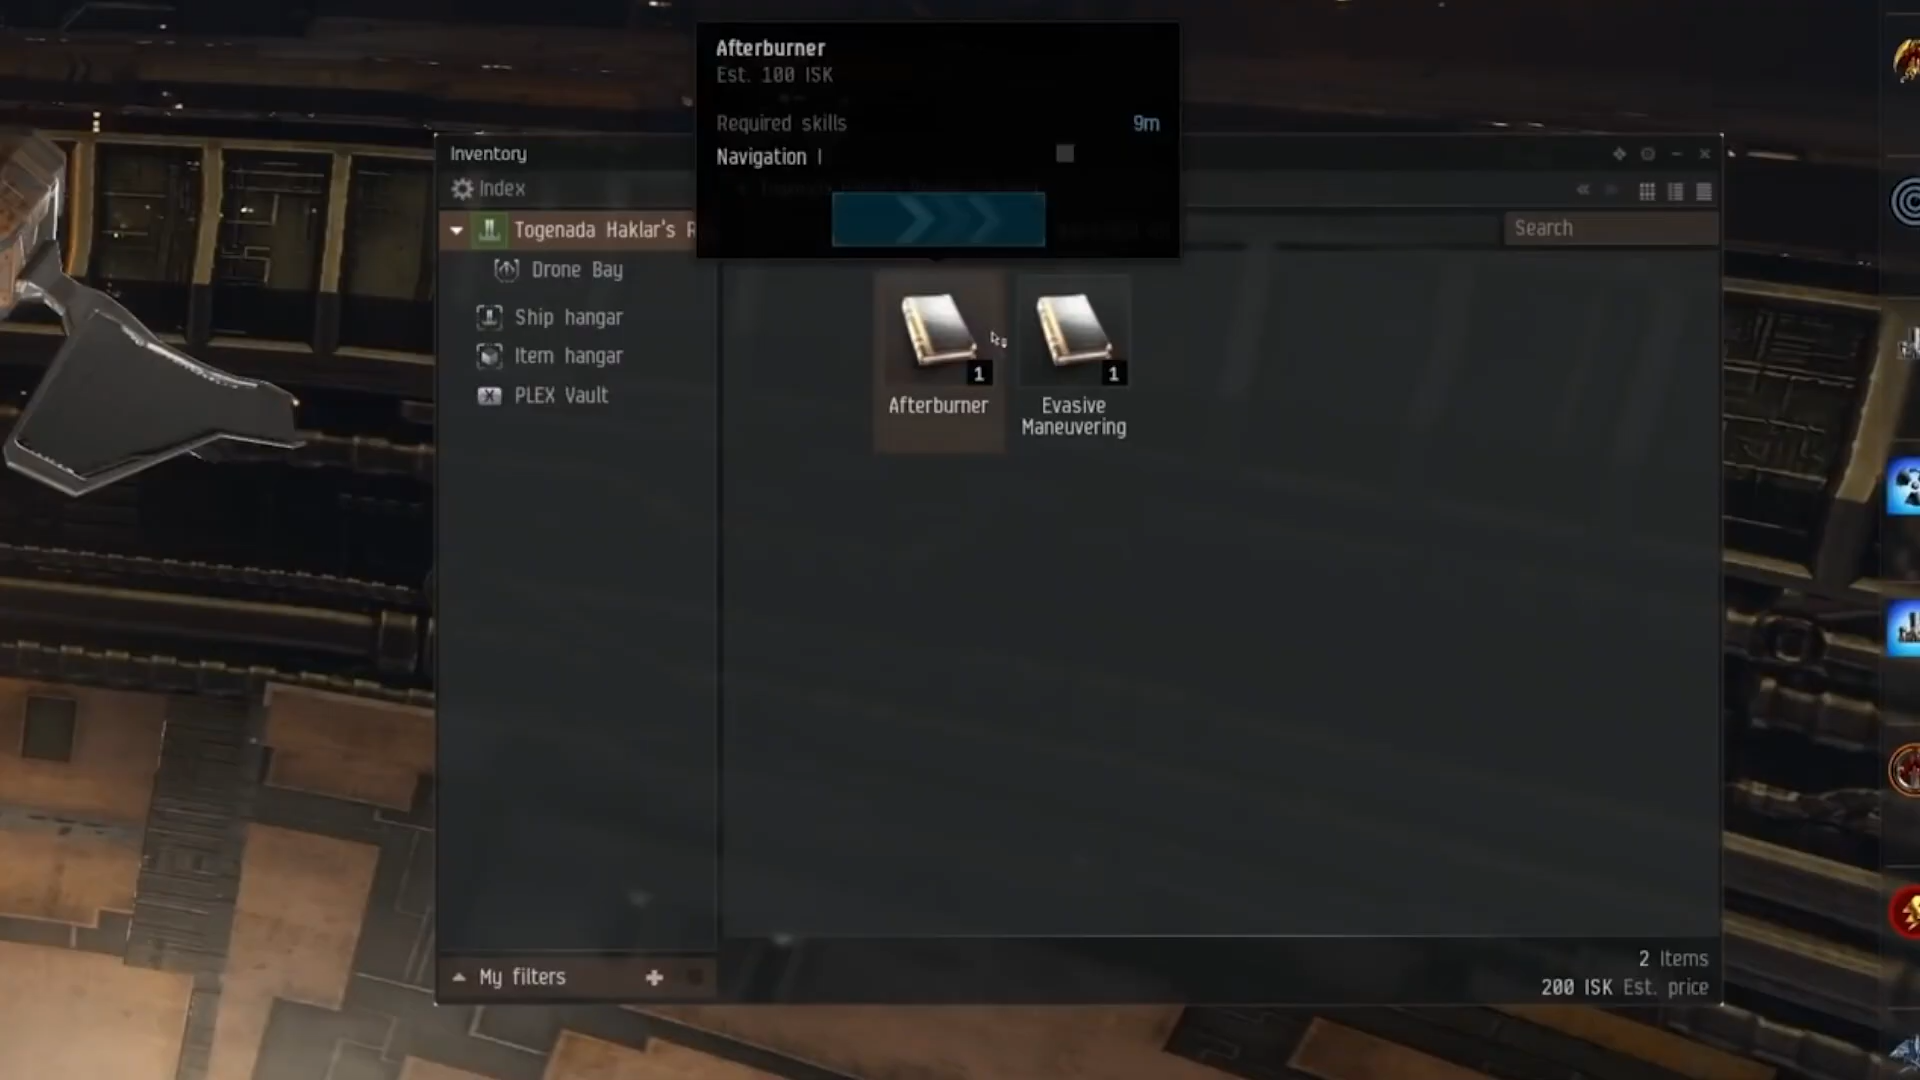 Afterburner
Est. 100 ISK
Required skills 9m
Navigation I
Inventory
Index
Togenada Haklar's R
Search
Drone Bay
Ship hangar
Item hangar
PLEX Vault
1
Afterburner
1
Evasive
Maneuvering
My filters
2 Items
200 ISK Est. price